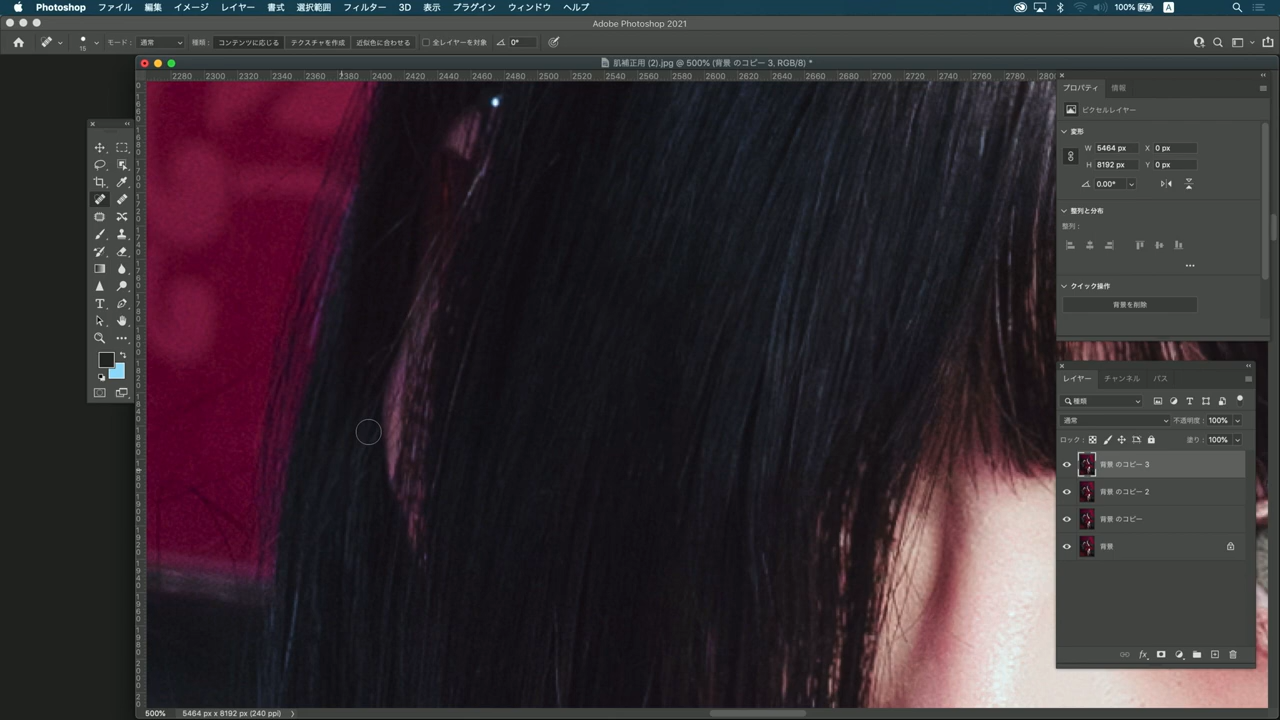 Photoshop ファイル 編集 イメージ レイヤー 書式 選択範囲 フィルター 3D 表示 プラグイン ウィンドウ ヘルプ 100% A
Adobe Photoshop 2021
15 モード： 通常 種類： コンテンツに応じる テクスチャを作成 近似色に合わせる 全レイヤーを対象 0°
肌補正用 (2).jpg @ 500% (背景 のコピー 3, RGB/8) *
2280 2300 2320 2340 2360 2380 2400 2420 2440 2460 2480 2500 2520 2540 2560 2580 2600 2620 2640 2660 2680 2700 2720 2740 2760 2780 2800
プロパティ 情報
ピクセルレイヤー
変形
W 5464 px X 0 px
H 8192 px Y 0 px
0.00°
整列と分布
整列：
クイック操作
背景を削除
レイヤー チャンネル パス
種類
通常 不透明度： 100%
ロック： 塗り： 100%
背景 のコピー 3
背景 のコピー 2
背景 のコピー
背景
fx
500% 5464 px x 8192 px (240 ppi)